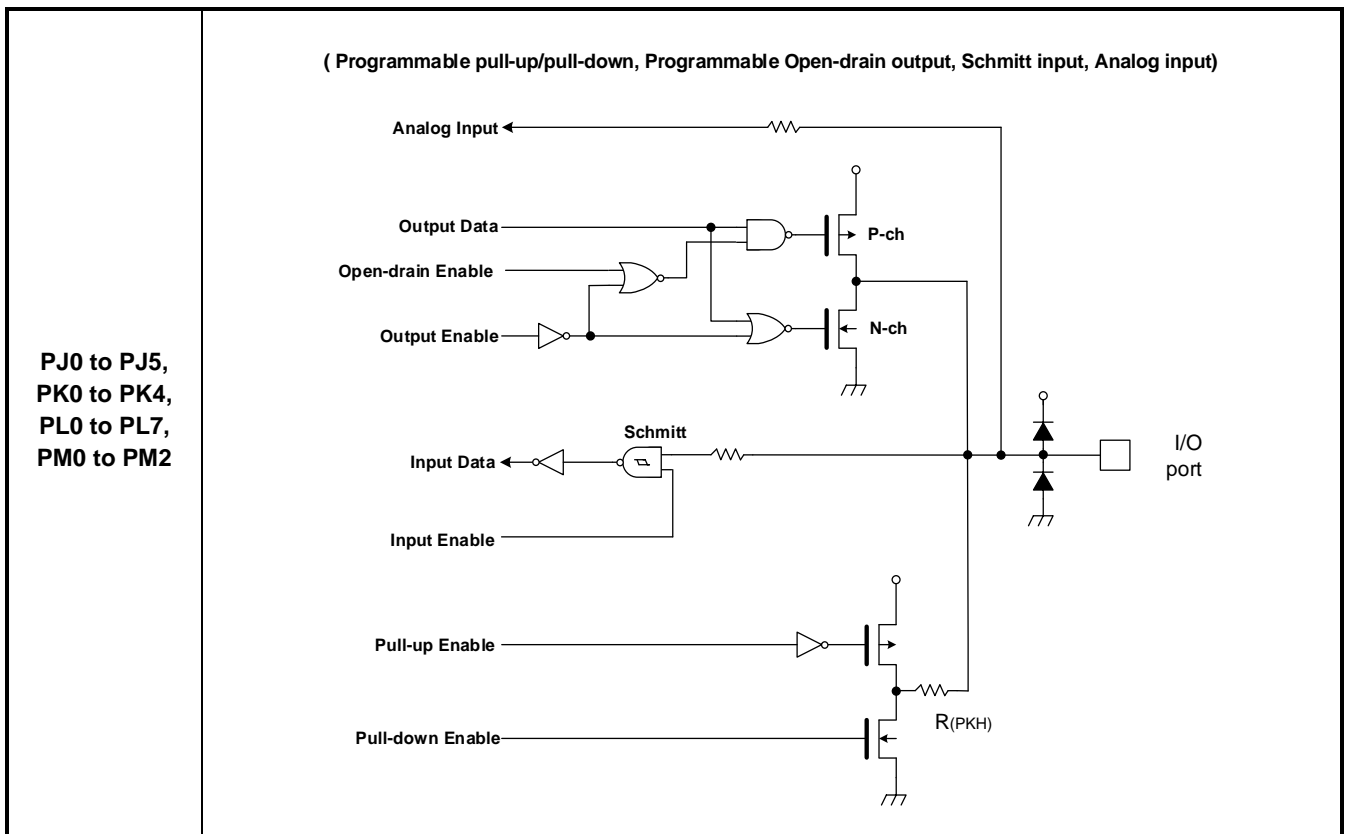 ( Programmable pull-up/pull-down, Programmable Open-drain output, Schmitt input, Analog input)
PJ0 to PJ5,
PK0 to PK4,
PL0 to PL7,
PM0 to PM2
Analog Input
Output Data
P-ch
Open-drain Enable
Output Enable
N-ch
Schmitt
Input Data
I/O
port
Input Enable
Pull-up Enable
R(PKH)
Pull-down Enable